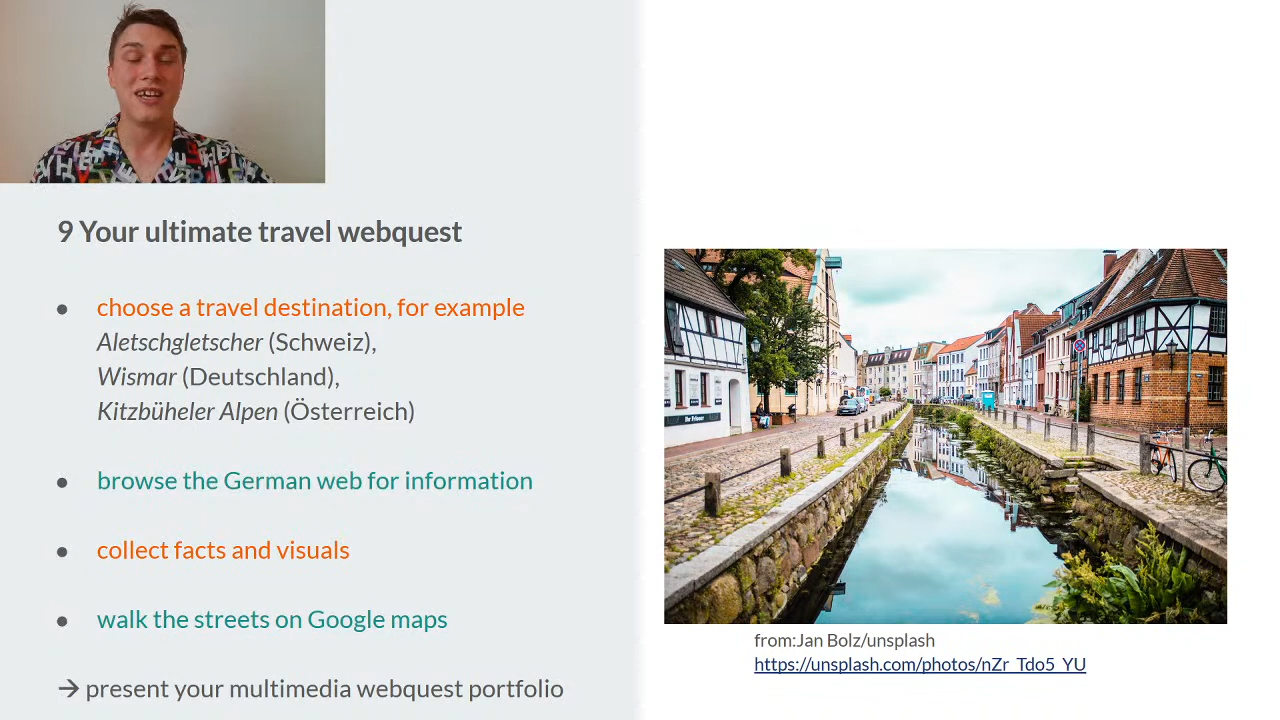 9 Your ultimate travel webquest
● choose a travel destination, for example
Aletschgletscher (Schweiz),
Wismar (Deutschland),
Kitzbüheler Alpen (Österreich)
● browse the German web for information
● collect facts and visuals
● walk the streets on Google maps
→ present your multimedia webquest portfolio
from:Jan Bolz/unsplash
https://unsplash.com/photos/nZr_Tdo5_YU